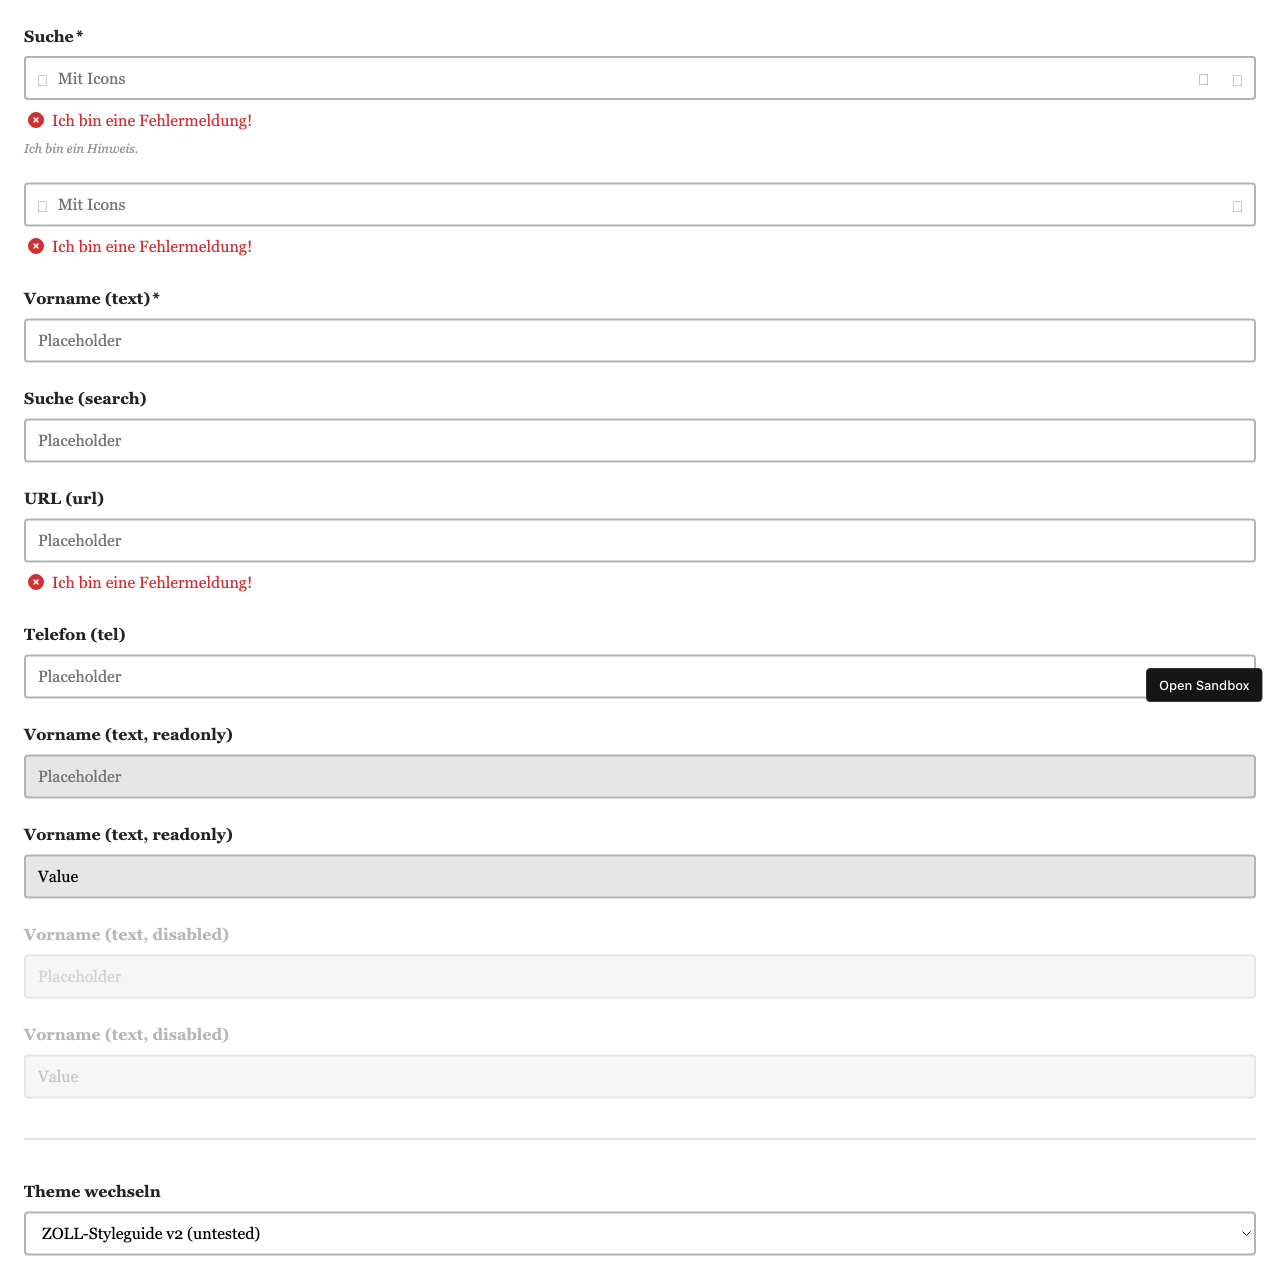 Suche*
Mit Icons
Ich bin eine Fehlermeldung!
Ich bin ein Hinweis.
Mit Icons
Ich bin eine Fehlermeldung!
Vorname (text)*
Placeholder
Suche (search)
Placeholder
URL (url)
Placeholder
Ich bin eine Fehlermeldung!
Telefon (tel)
Placeholder
Open Sandbox
Vorname (text, readonly)
Placeholder
Vorname (text, readonly)
Value
Vorname (text, disabled)
Placeholder
Vorname (text, disabled)
Value
Theme wechseln
ZOLL-Styleguide v2 (untested)